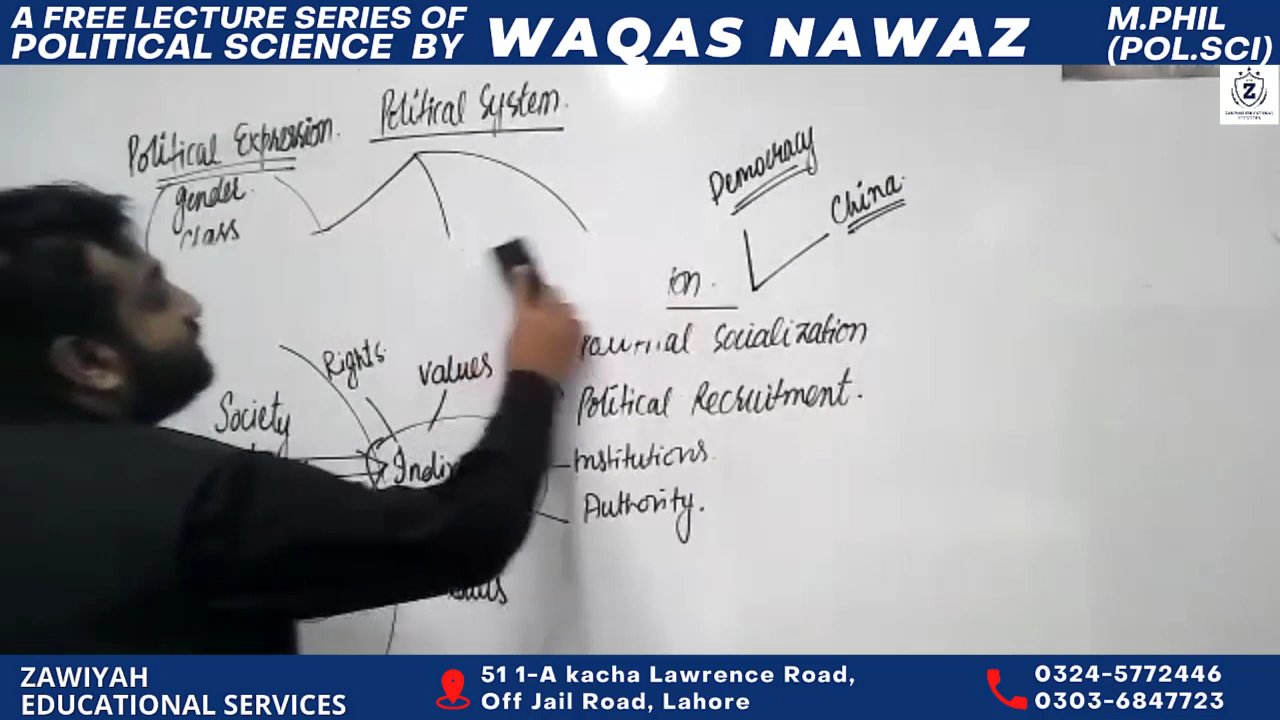 A FREE LECTURE SERIES OF
POLITICAL SCIENCE BY
WAQAS NAWAZ
M.PHIL
(POL.SCI)
Z
Political System.
Political Expression.
gender.
class
Democracy
China.
ion.
Socialization
Political Recruitment.
Institutions.
Authority.
Rights
values
Society
Indiv
ZAWIYAH
EDUCATIONAL SERVICES
51 1-A kacha Lawrence Road,
Off Jail Road, Lahore
0324-5772446
0303-6847723